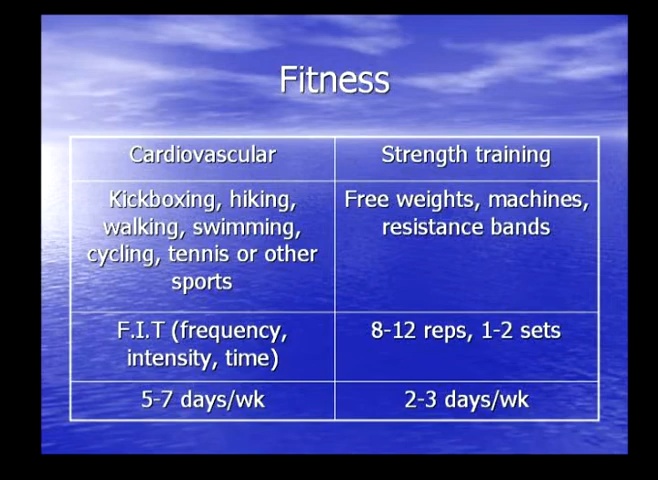 Fitness
Cardiovascular
Strength training
Kickboxing, hiking,
walking, swimming,
cycling, tennis or other
sports
Free weights, machines,
resistance bands
F.I.T (frequency,
intensity, time)
8-12 reps, 1-2 sets
5-7 days/wk
2-3 days/wk